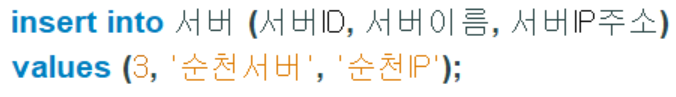 insert into 서버 (서버ID, 서버이름, 서버IP주소)
values (3, '순천서버', '순천IP');